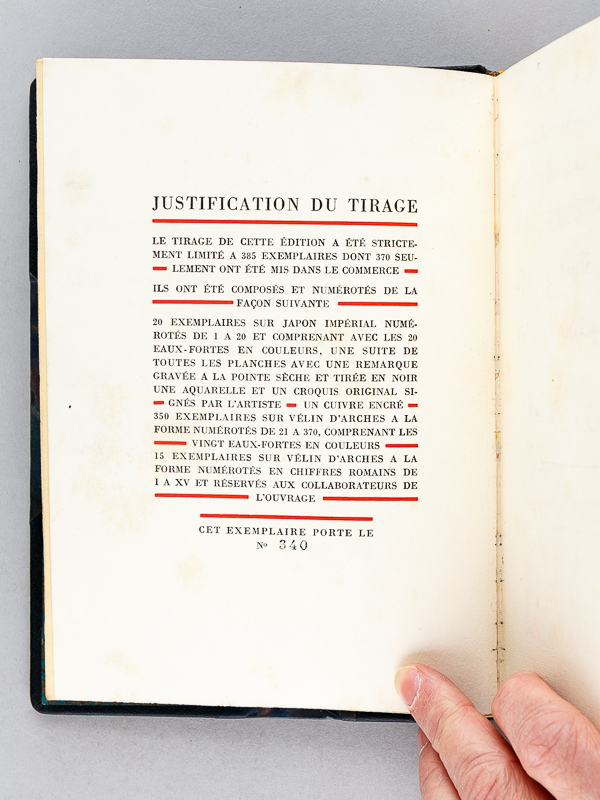 JUSTIFICATION DU TIRAGE
LE TIRAGE DE CETTE ÉDITION A ÉTÉ STRICTE-
MENT LIMITÉ A 385 EXEMPLAIRES DONT 370 SEU-
LEMENT ONT ÉTÉ MIS DANS LE COMMERCE
ILS ONT ÉTÉ COMPOSÉS ET NUMÉROTÉS DE LA
FAÇON SUIVANTE
20 EXEMPLAIRES SUR JAPON IMPÉRIAL NUMÉ-
ROTÉS DE 1 A 20 ET COMPRENANT AVEC LES 20
EAUX-FORTES EN COULEURS, UNE SUITE DE
TOUTES LES PLANCHES AVEC UNE REMARQUE
GRAVÉE A LA POINTE SÈCHE ET TIRÉE EN NOIR
UNE AQUARELLE ET UN CROQUIS ORIGINAL SI-
GNÉS PAR L'ARTISTE UN CUIVRE ENCRÉ
350 EXEMPLAIRES SUR VÉLIN D'ARCHES A LA
FORME NUMÉROTÉS DE 21 A 370, COMPRENANT LES
VINGT EAUX-FORTES EN COULEURS
15 EXEMPLAIRES SUR VÉLIN D'ARCHES A LA
FORME NUMÉROTÉS EN CHIFFRES ROMAINS DE
I A XV ET RÉSERVÉS AUX COLLABORATEURS DE
L'OUVRAGE
CET EXEMPLAIRE PORTE LE
Nº 340